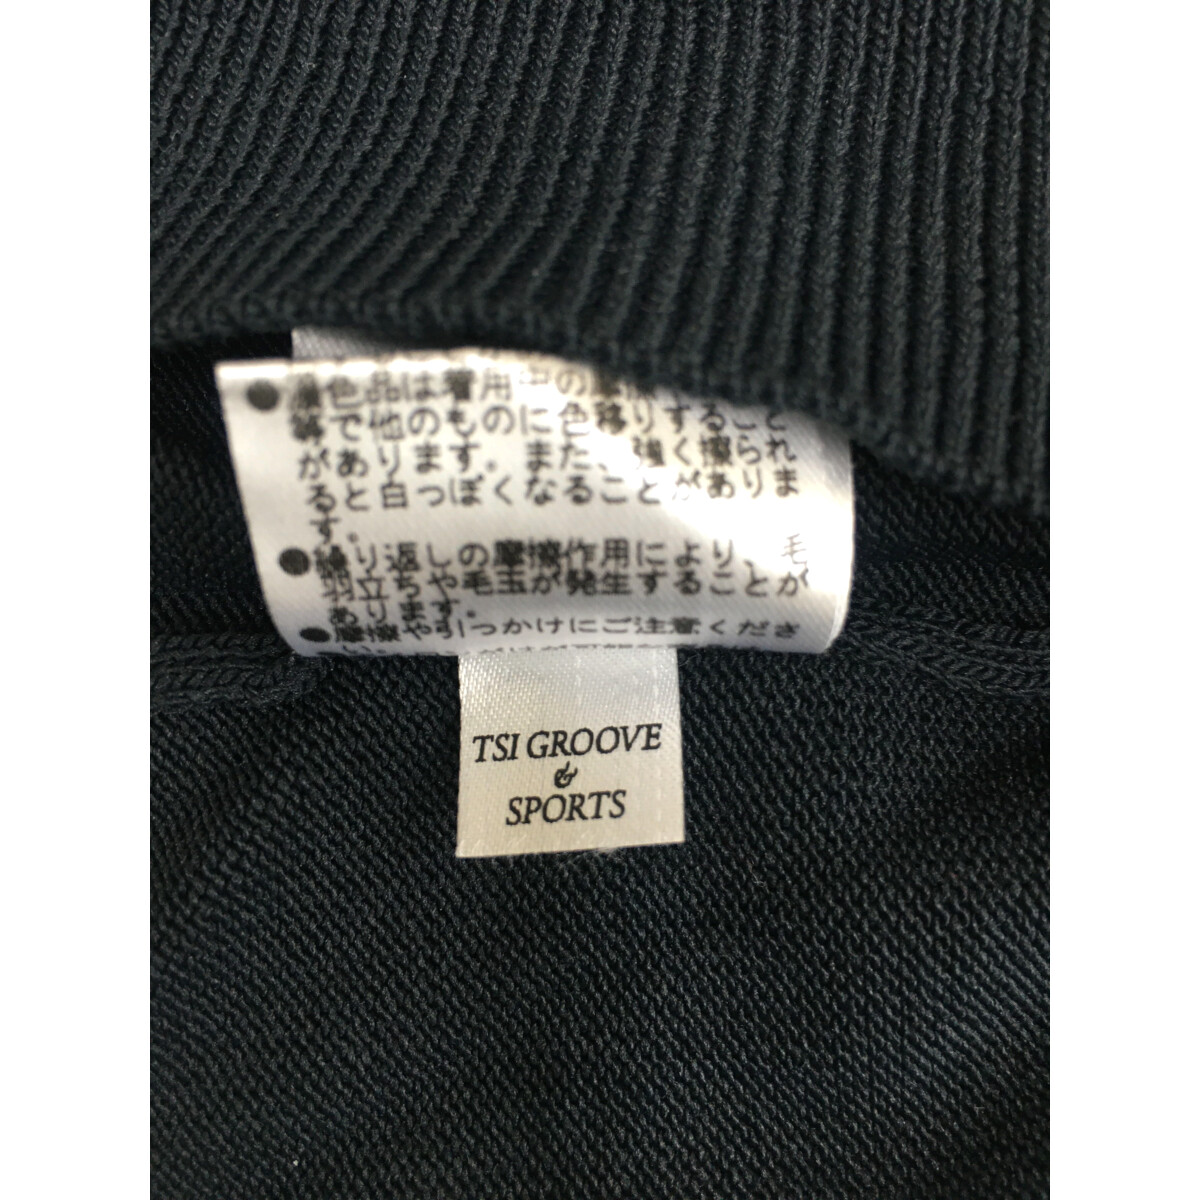 ●濃色品は着用中の摩
等で他のものに色移りすること
があります。また、強く擦られ
ると白っぽくなることがありま
す。
●繰り返しの摩擦作用により、毛
羽立ちや毛玉が発生することが
あります。
●摩擦や引っかけにご注意くださ
い。
TSI GROOVE
&
SPORTS